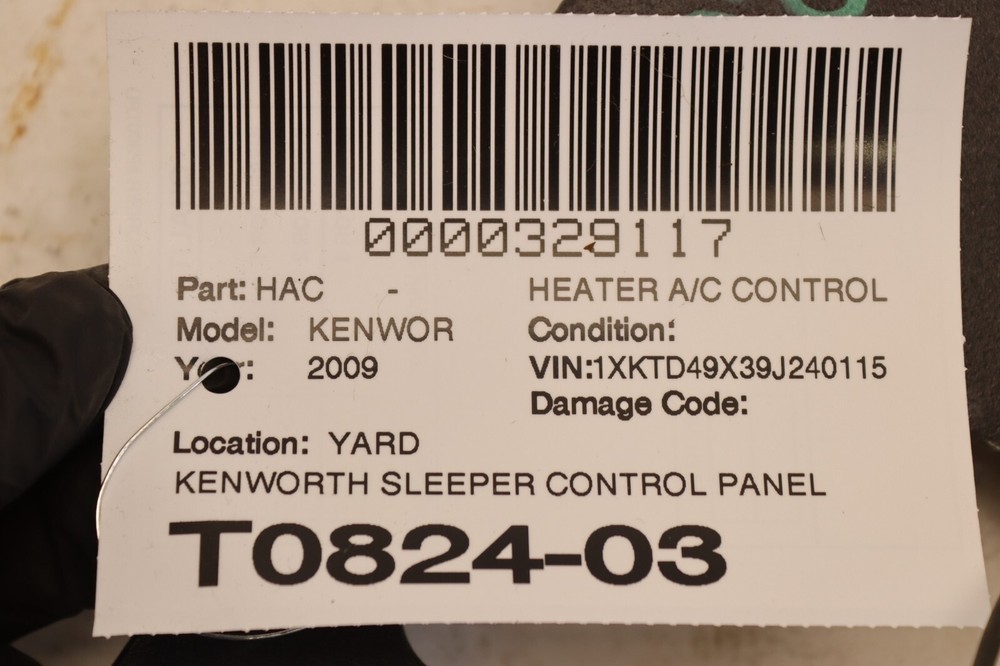 0000329117
Part: HAC - HEATER A/C CONTROL
Model: KENWOR Condition:
Year: 2009 VIN:1XKTD49X39J240115
Damage Code:
Location: YARD
KENWORTH SLEEPER CONTROL PANEL
T0824-03